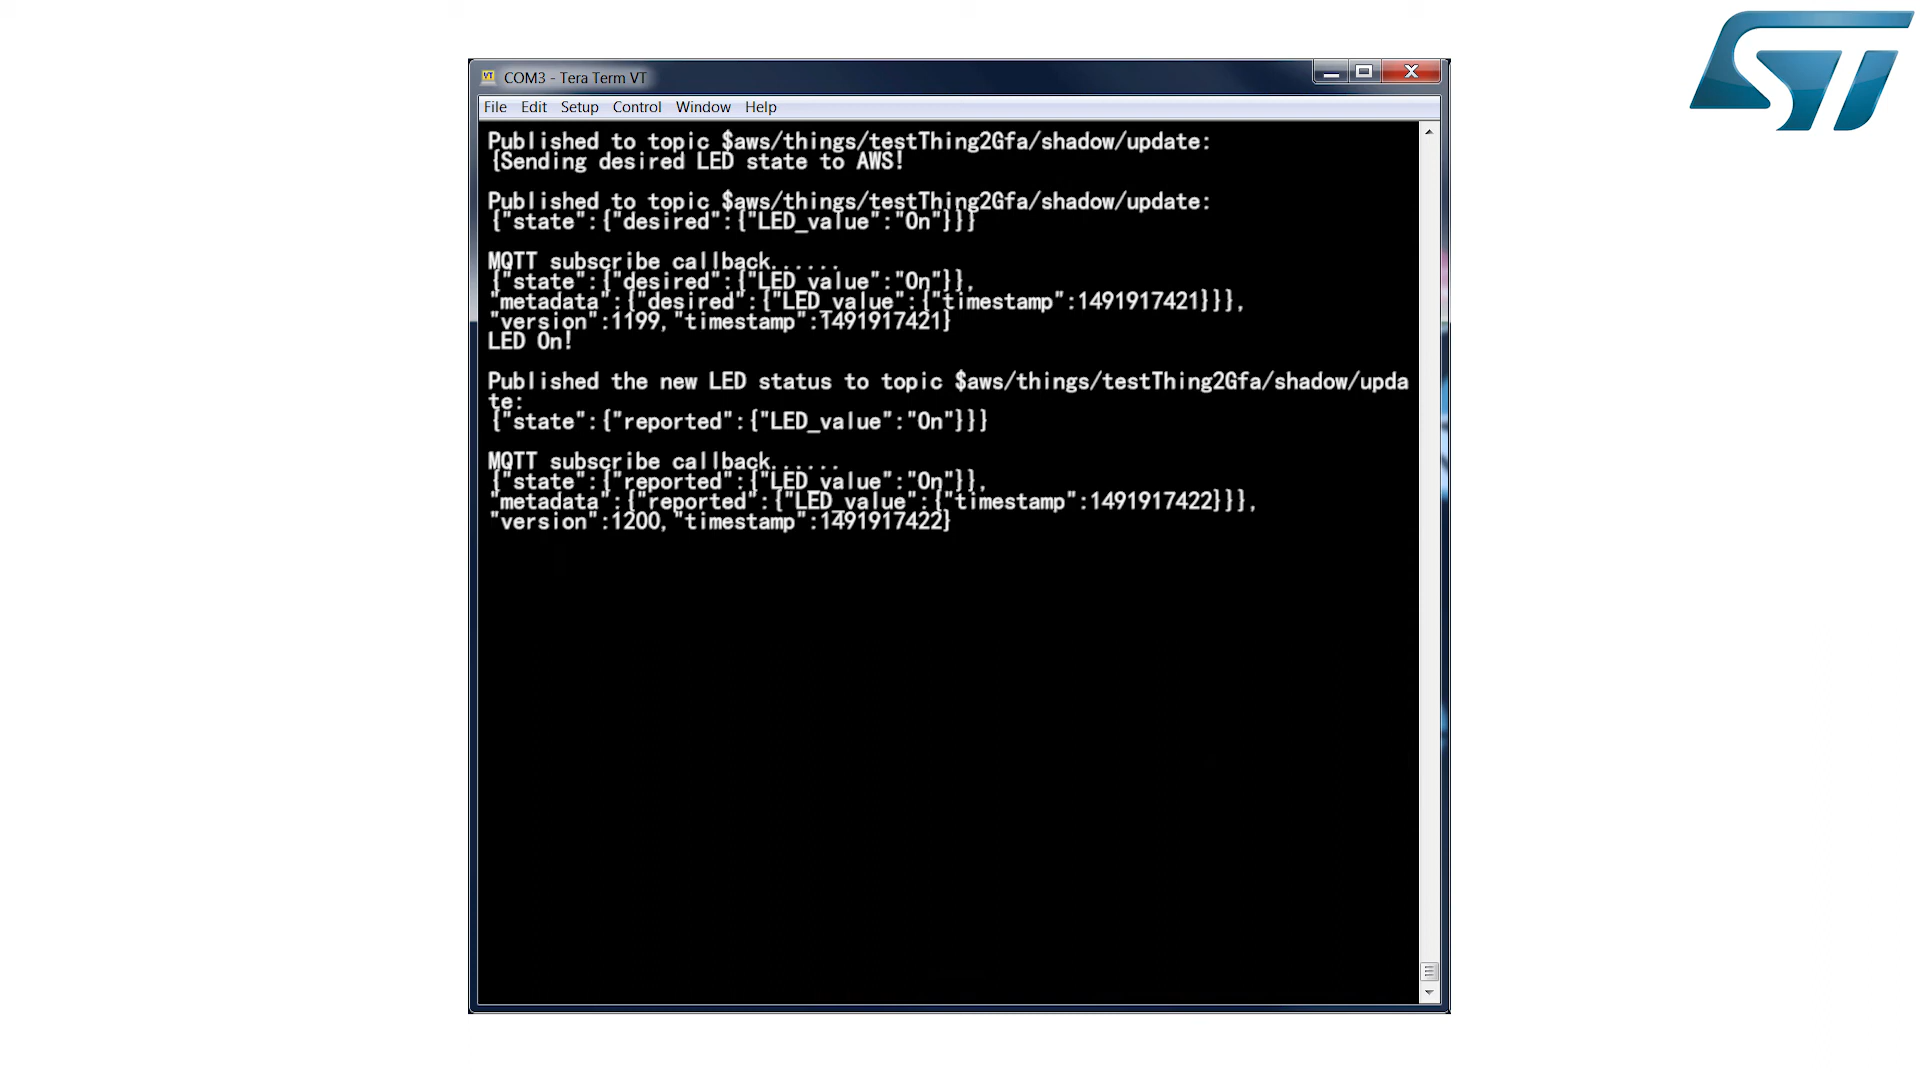 COM3 - Tera Term VT
File Edit Setup Control Window Help
Published to topic $aws/things/testThing2Gfa/shadow/update:
{Sending desired LED state to AWS!
Published to topic $aws/things/testThing2Gfa/shadow/update:
{"state":{"desired":{"LED_value":"On"}}}
MQTT subscribe callback......
{"state":{"desired":{"LED_value":"On"}},
"metadata":{"desired":{"LED_value":{"timestamp":1491917421}}},
"version":1199,"timestamp":1491917421}
LED On!
Published the new LED status to topic $aws/things/testThing2Gfa/shadow/upda
te:
{"state":{"reported":{"LED_value":"On"}}}
MQTT subscribe callback......
{"state":{"reported":{"LED_value":"On"}},
"metadata":{"reported":{"LED_value":{"timestamp":1491917422}}},
"version":1200,"timestamp":1491917422}
ST